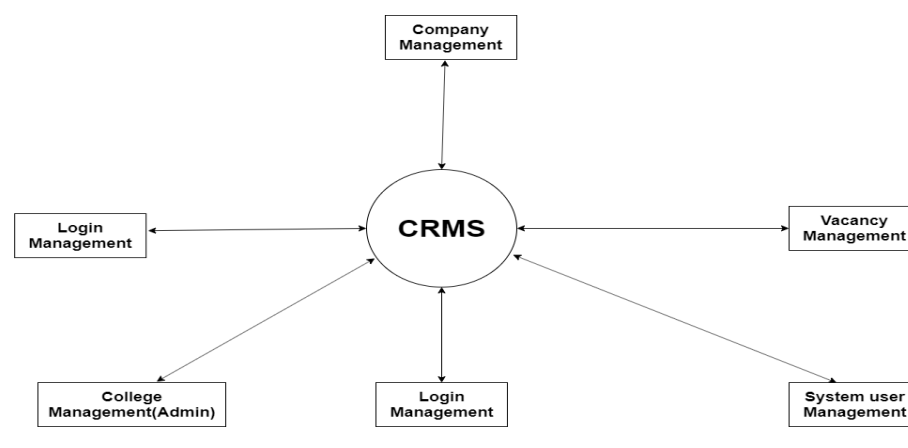 Company
Management
CRMS
Login
Management
Vacancy
Management
College
Management(Admin)
Login
Management
System user
Management